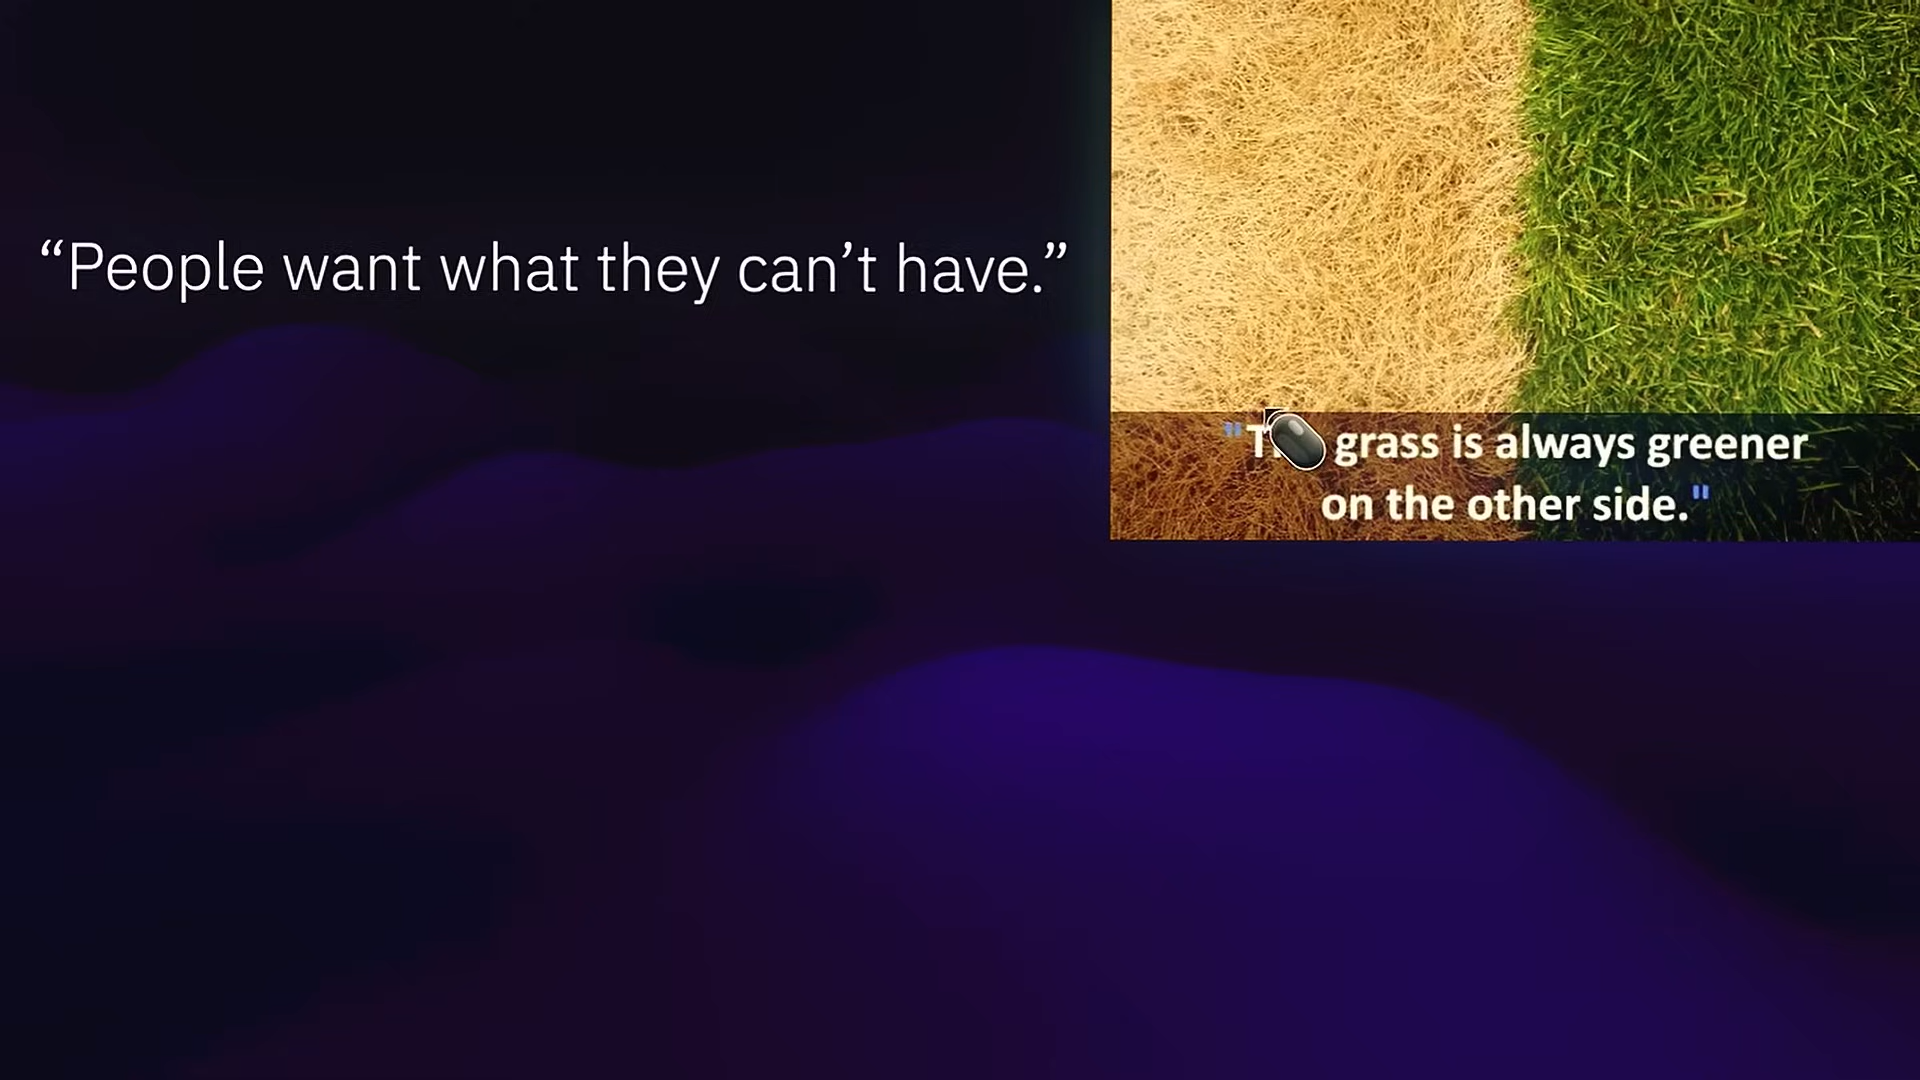 “People want what they can’t have.”
" grass is always greener
on the other side."